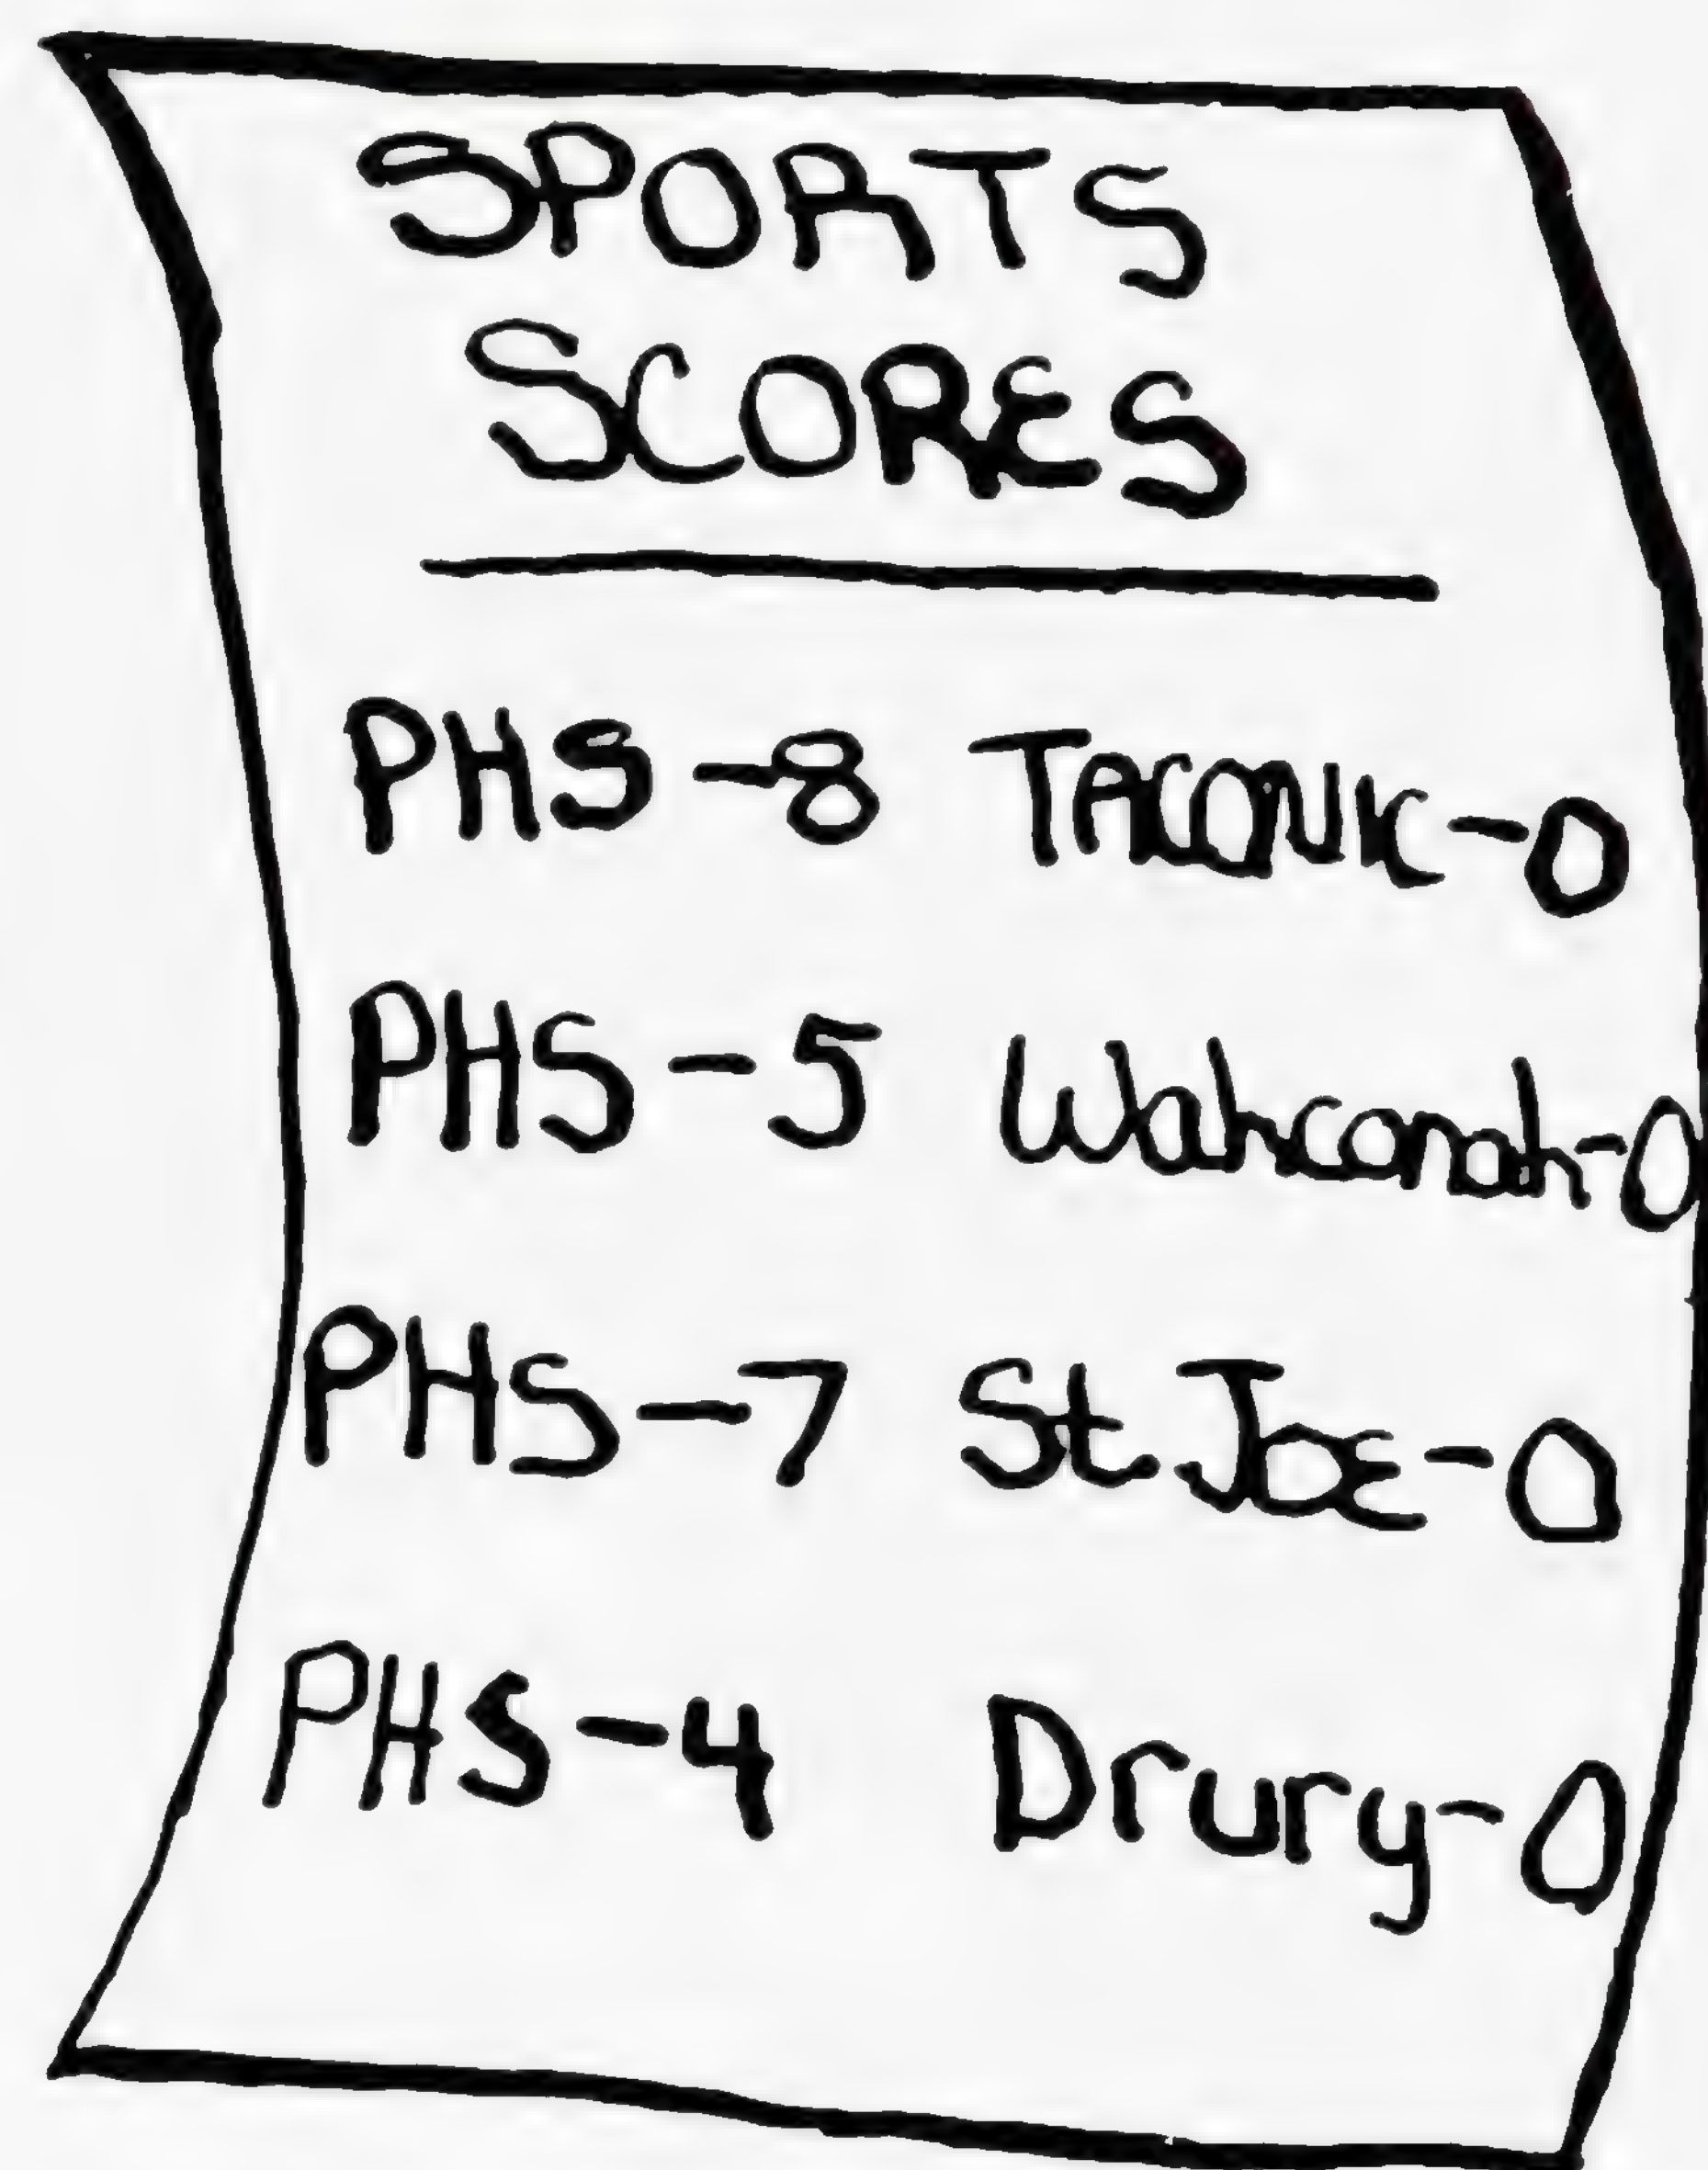 SPORTS
SCORES
PHS-8 TACONIC-0
PHS-5 Wahconah-0
PHS-7 St. JOE-0
PHS-4 Drury-0